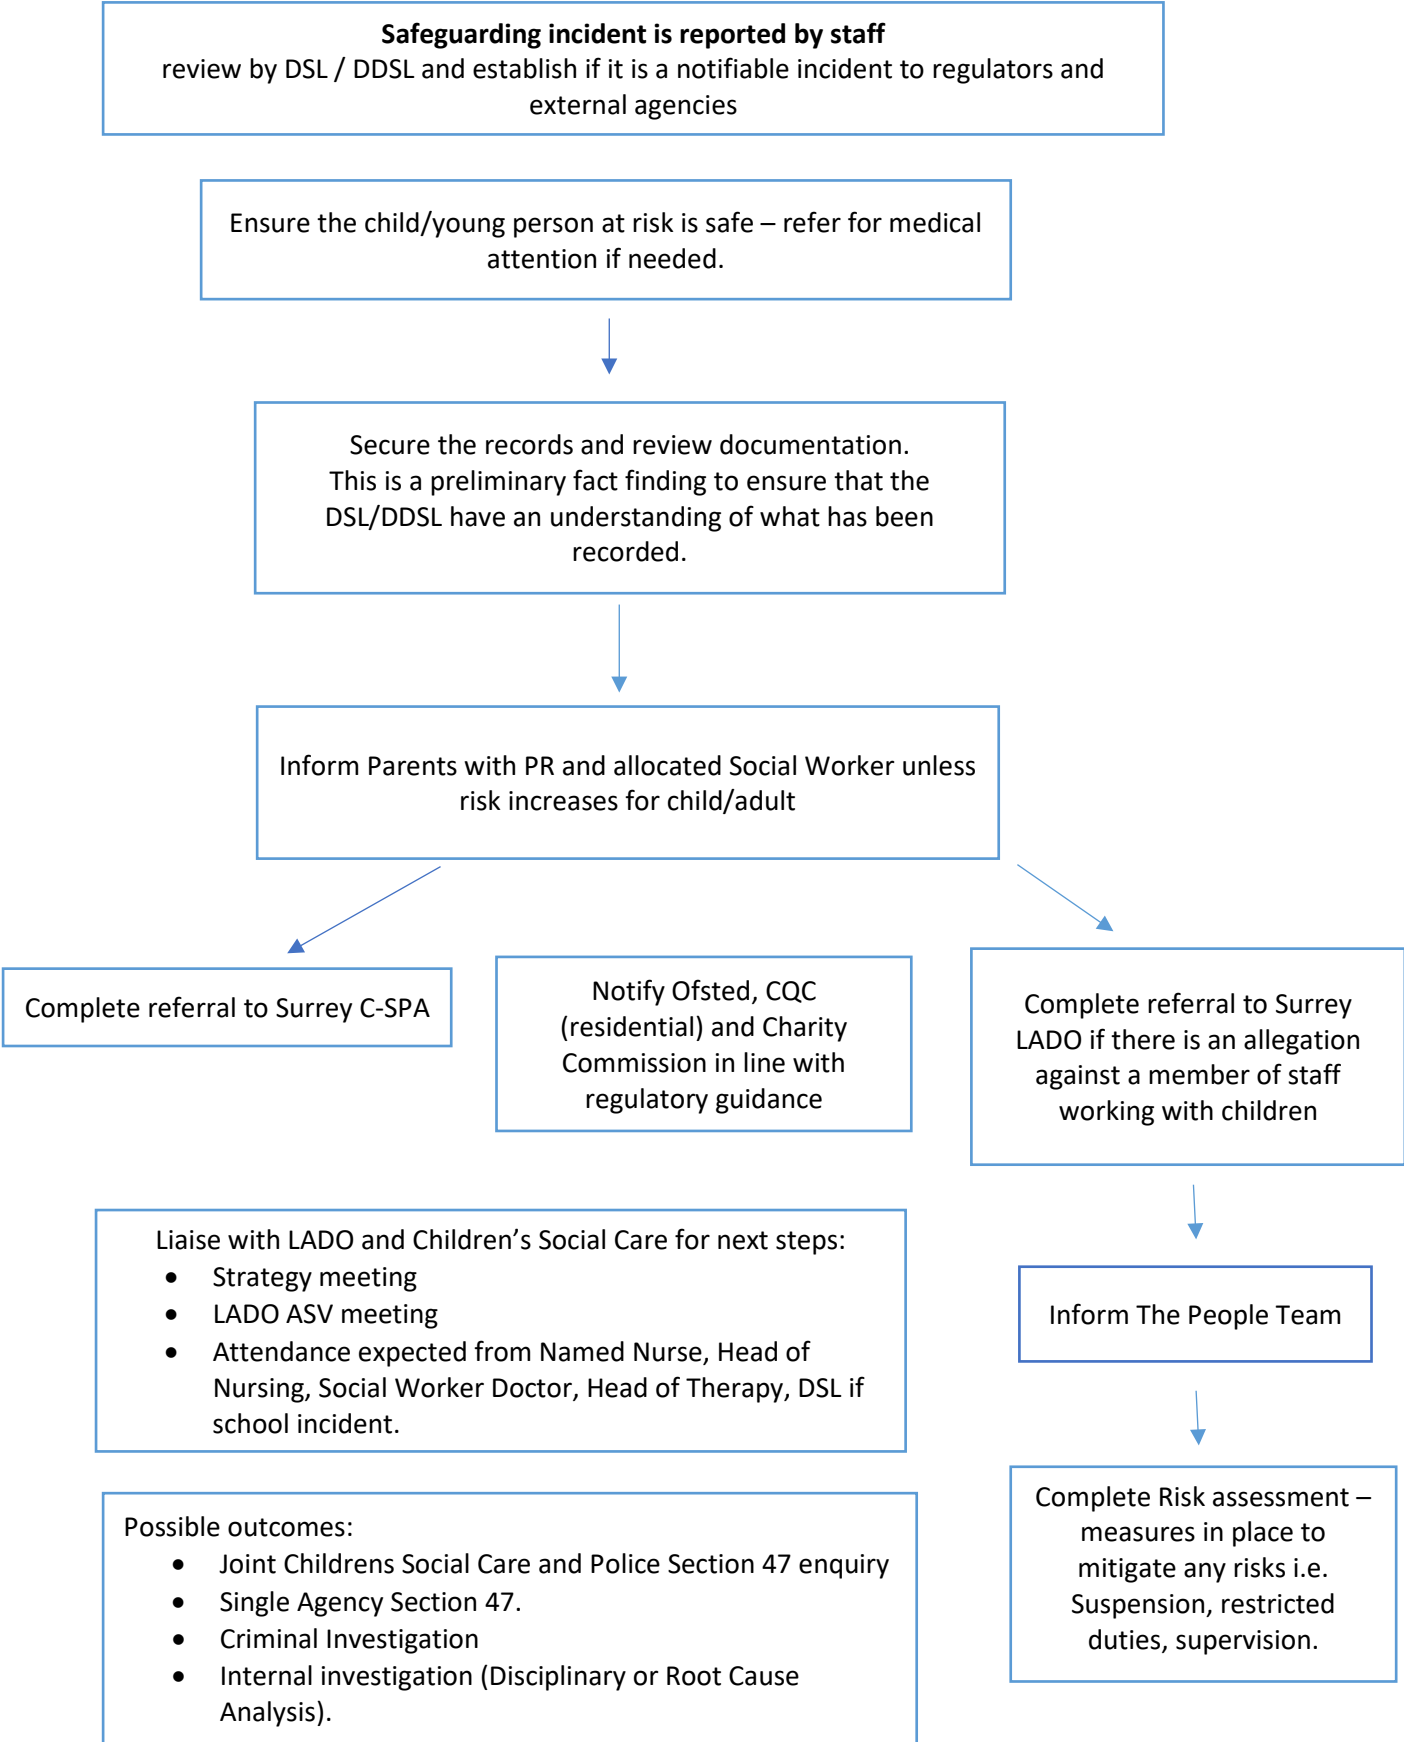 Safeguarding incident is reported by staff
review by DSL / DDSL and establish if it is a notifiable incident to regulators and
external agencies
Ensure the child/young person at risk is safe – refer for medical
attention if needed.
Secure the records and review documentation.
This is a preliminary fact finding to ensure that the
DSL/DDSL have an understanding of what has been
recorded.
Inform Parents with PR and allocated Social Worker unless
risk increases for child/adult
Complete referral to Surrey C-SPA
Notify Ofsted, CQC
(residential) and Charity
Commission in line with
regulatory guidance
Complete referral to Surrey
LADO if there is an allegation
against a member of staff
working with children
Liaise with LADO and Children’s Social Care for next steps:
• Strategy meeting
• LADO ASV meeting
• Attendance expected from Named Nurse, Head of
Nursing, Social Worker Doctor, Head of Therapy, DSL if
school incident.
Inform The People Team
Complete Risk assessment –
measures in place to
mitigate any risks i.e.
Suspension, restricted
duties, supervision.
Possible outcomes:
• Joint Childrens Social Care and Police Section 47 enquiry
• Single Agency Section 47.
• Criminal Investigation
• Internal investigation (Disciplinary or Root Cause
Analysis).